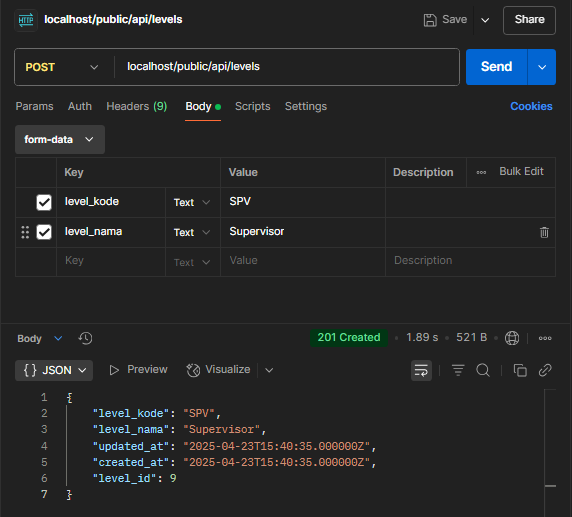 HTTP localhost/public/api/levels Save Share
POST localhost/public/api/levels Send
Params Auth Headers (9) Body Scripts Settings Cookies
form-data
Key Value Description Bulk Edit
level_kode Text SPV
level_nama Text Supervisor
Key Text Value Description
Body 201 Created 1.89 s 521 B
{} JSON Preview Visualize
1 {
2 "level_kode": "SPV",
3 "level_nama": "Supervisor",
4 "updated_at": "2025-04-23T15:40:35.000000Z",
5 "created_at": "2025-04-23T15:40:35.000000Z",
6 "level_id": 9
7 }